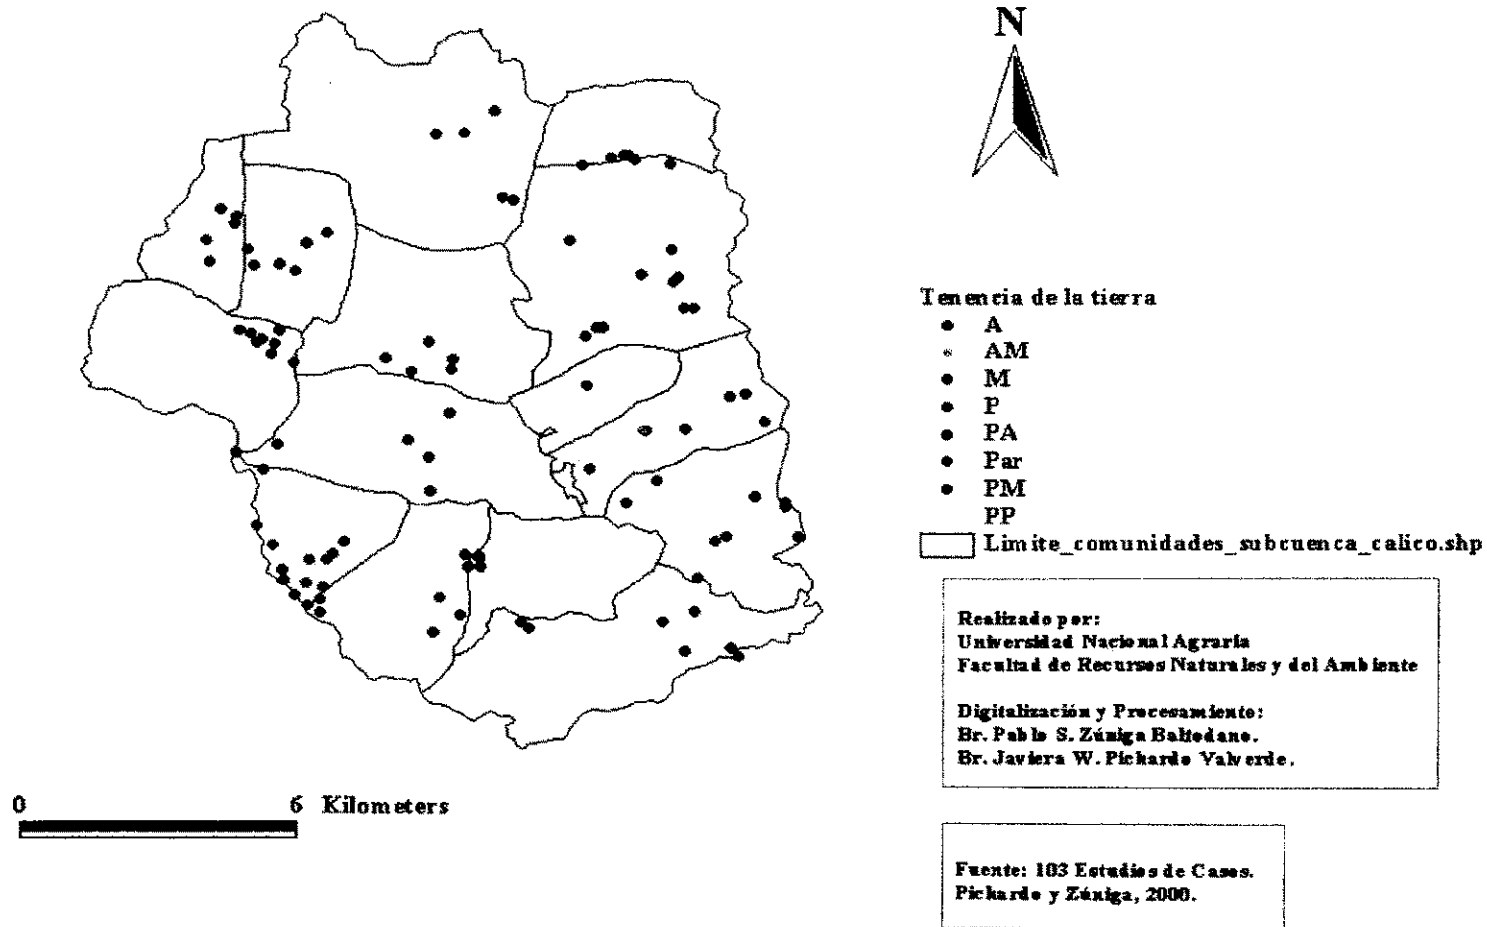 N
Tenencia de la tierra
A
AM
M
P
PA
Par
PM
PP
Limite_comunidades_subcuenca_calico.shp
Realizado por:
Universidad Nacional Agraria
Facultad de Recursos Naturales y del Ambiente
Digitalización y Procesamiento:
Br. Pablo S. Zúniga Baltodano.
Br. Javiera W. Pichardo Valverde.
0 6 Kilometers
Fuente: 103 Estudios de Casos.
Pichardo y Zúniga, 2000.